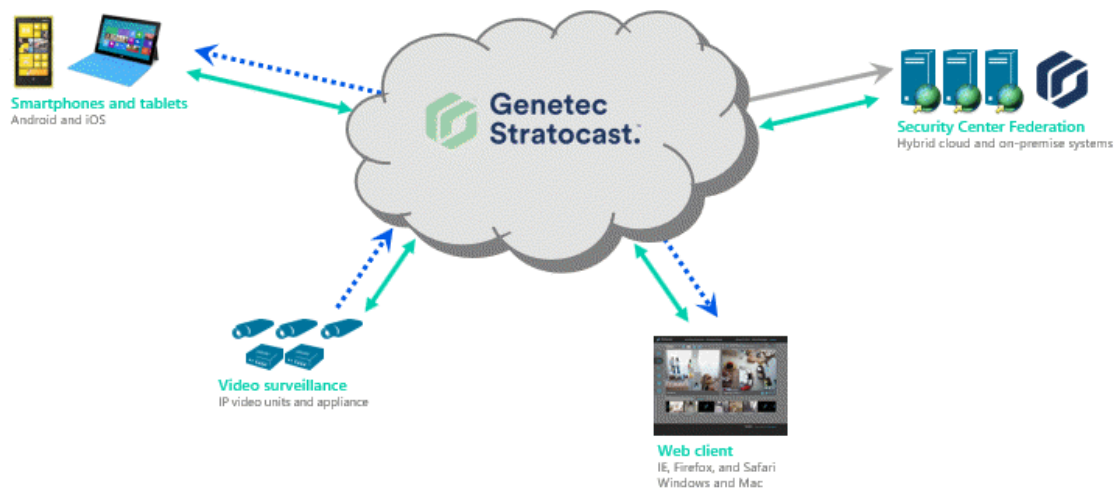 Smartphones and tablets
Android and iOS
Genetec
Stratocast.™
Security Center Federation
Hybrid cloud and on-premise systems
Video surveillance
IP video units and appliance
Web client
IE, Firefox, and Safari
Windows and Mac